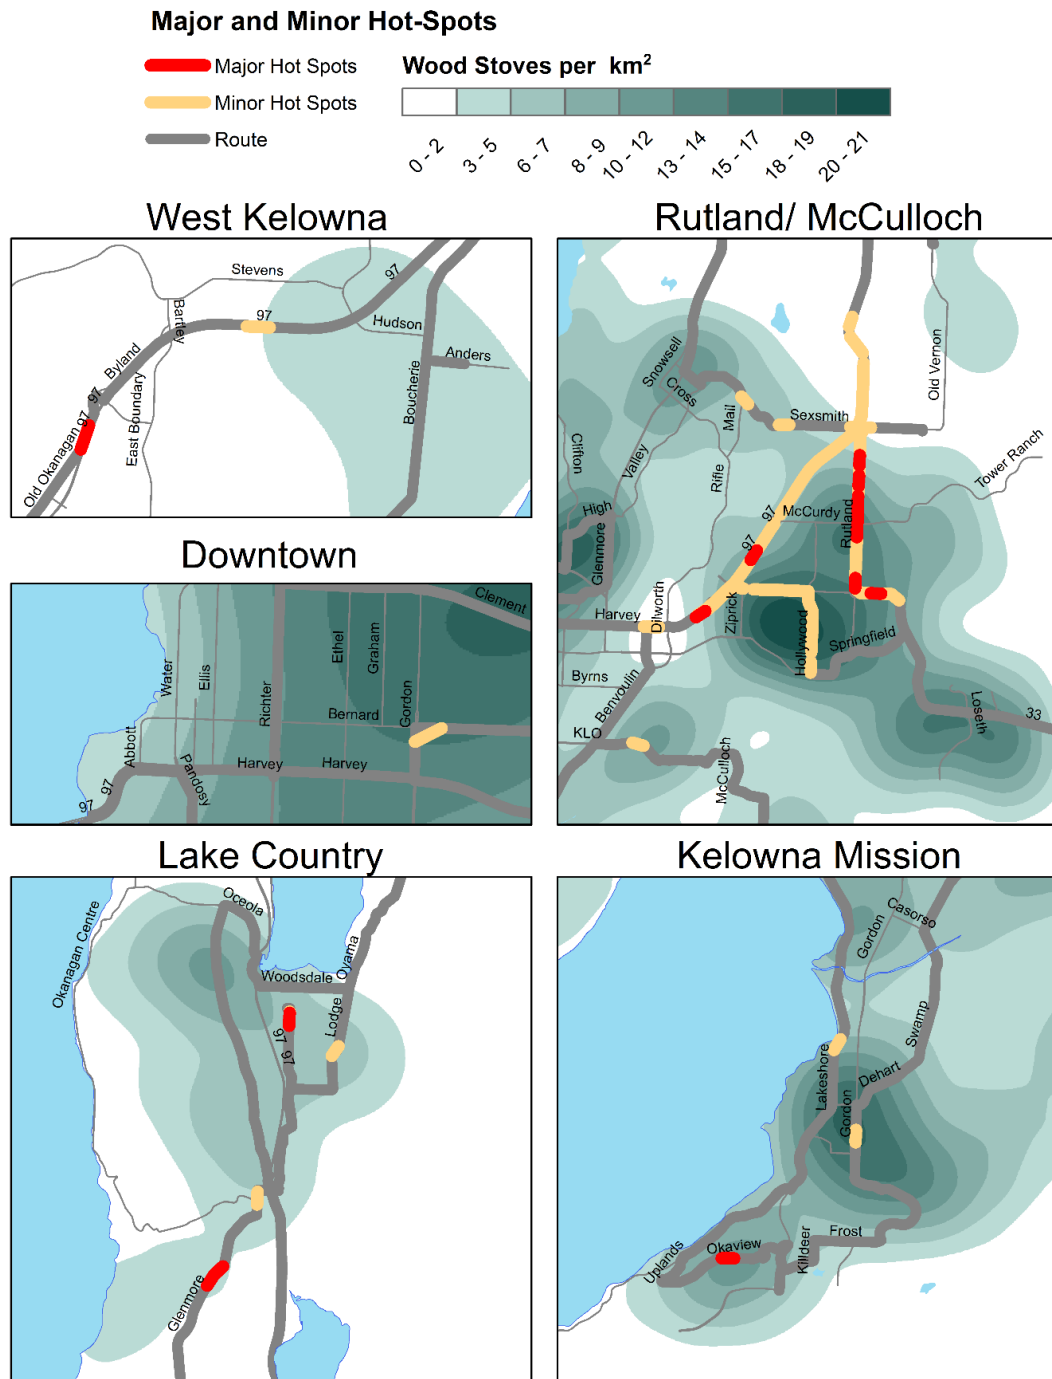 Major and Minor Hot-Spots
Major Hot Spots
Minor Hot Spots
Route
Wood Stoves per km²
0 - 2
3 - 5
6 - 7
8 - 9
10 - 12
13 - 14
15 - 17
18 - 19
20 - 21
West Kelowna
Stevens
97
97
Bartley
Hudson
Byland
Anders
97
97
Boucherie
East Boundary
Old Okanagan
Rutland/ McCulloch
Snowsell
Cross
Old Vernon
Mail
Sexsmith
Clifton
Valley
Rifle
Tower Ranch
High
97
McCurdy
Rutland
Glenmore
97
Harvey
Dilworth
Ziprick
Hollywood
Springfield
Byrns
Benvoulin
Loseth
33
KLO
McCulloch
Downtown
Clement
Water
Ellis
Ethel
Graham
Richter
Bernard
Gordon
Abbott
Pandosy
Harvey
Harvey
97
97
Lake Country
Oceola
Okanagan Centre
Oyama
Woodsdale
Lodge
97
97
Glenmore
Kelowna Mission
Casorso
Gordon
Swamp
Lakeshore
Dehart
Gordon
Okaview
Frost
Killdeer
Uplands